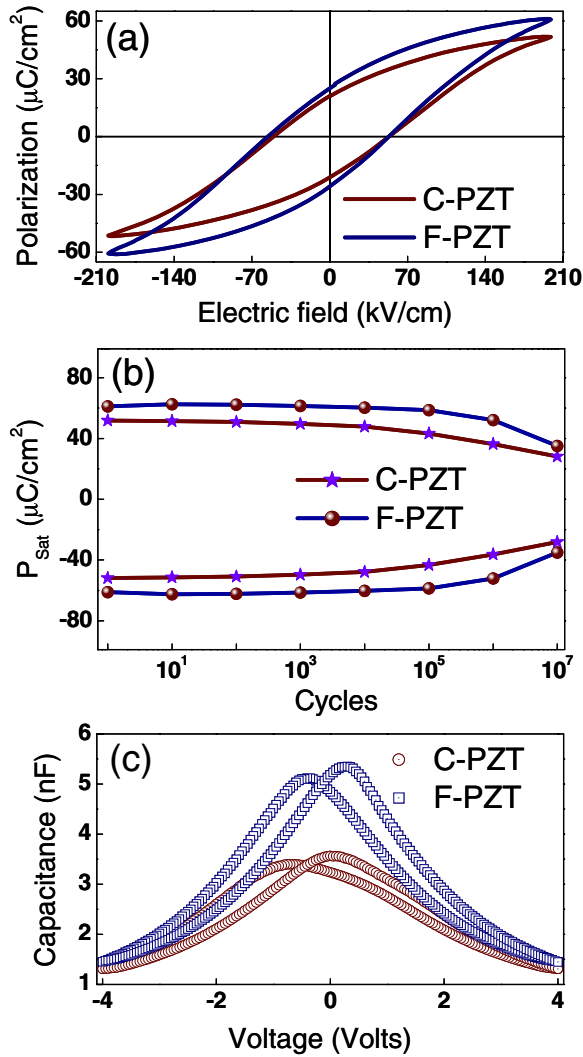 (a)
Polarization (μC/cm²)
60
30
0
-30
-60
C-PZT
F-PZT
-210 -140 -70 0 70 140 210
Electric field (kV/cm)
(b)
P_Sat (μC/cm²)
80
40
0
-40
-80
C-PZT
F-PZT
10¹ 10³ 10⁵ 10⁷
Cycles
(c)
Capacitance (nF)
6
5
4
3
2
1
C-PZT
F-PZT
-4 -2 0 2 4
Voltage (Volts)